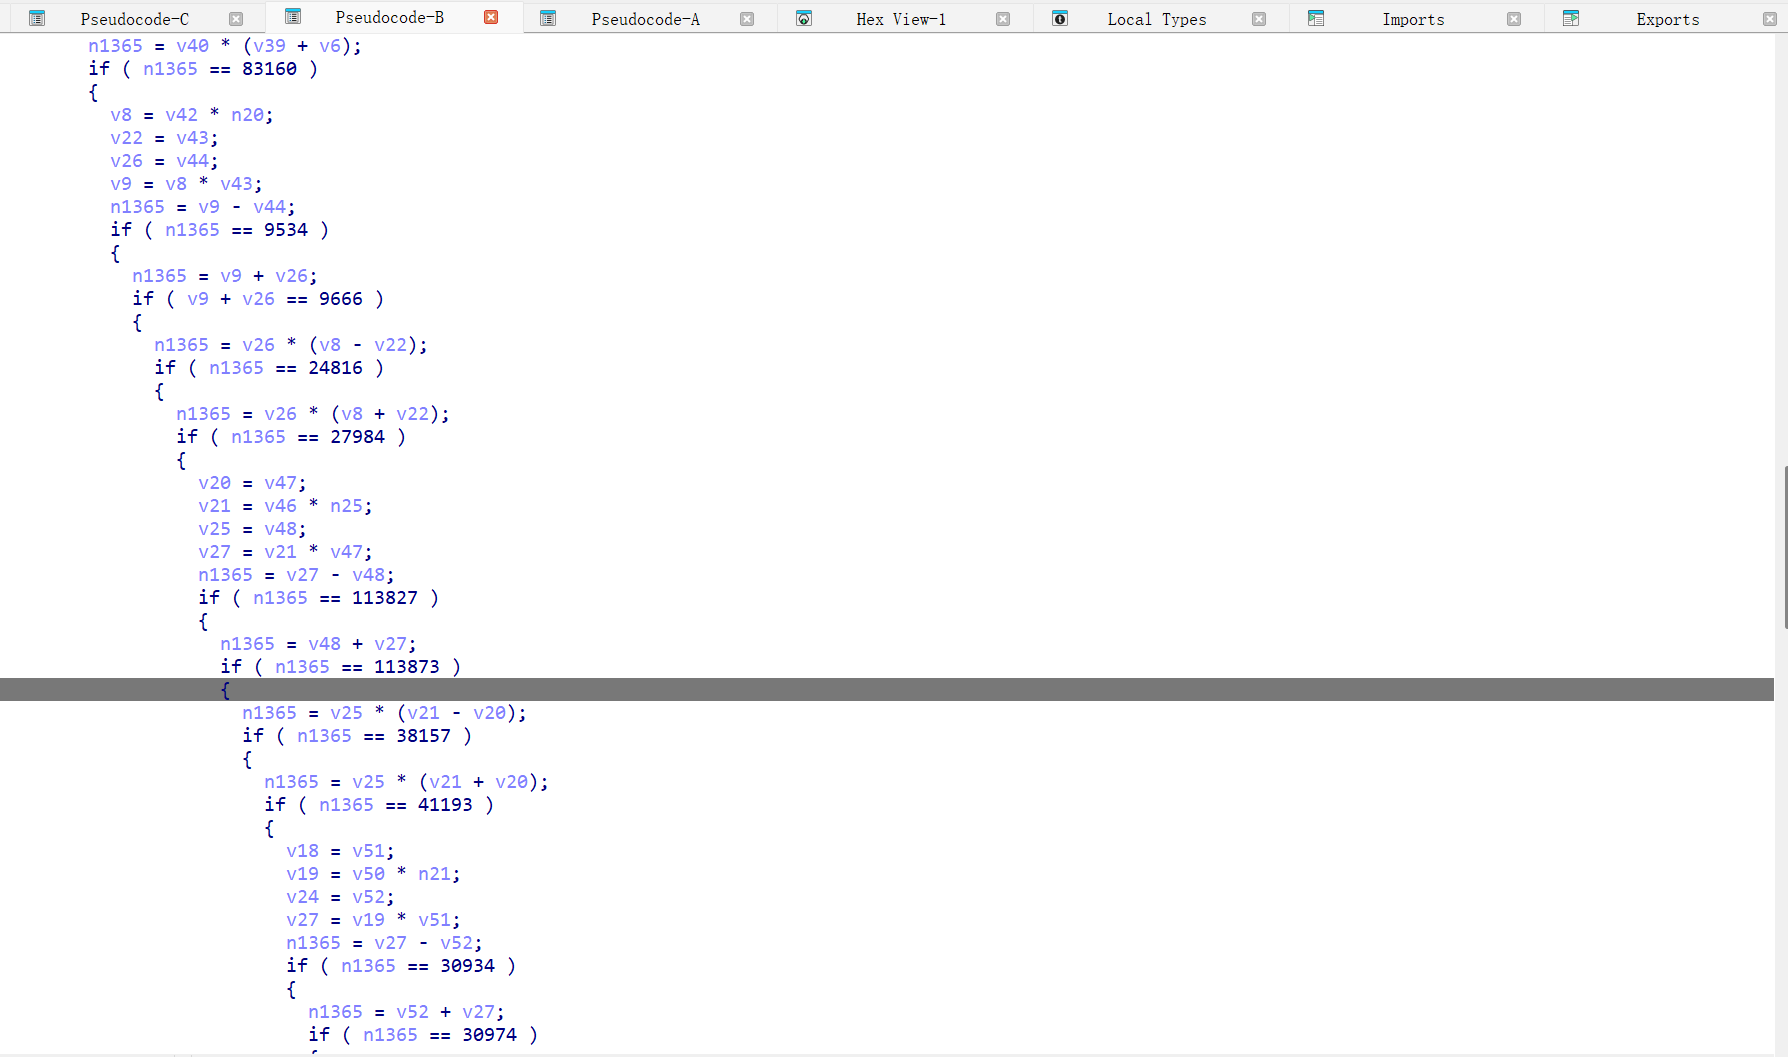 Pseudocode-C Pseudocode-B Pseudocode-A Hex View-1 Local Types Imports Exports
n1365 = v40 * (v39 + v6);
if ( n1365 == 83160 )
{
v8 = v42 * n20;
v22 = v43;
v26 = v44;
v9 = v8 * v43;
n1365 = v9 - v44;
if ( n1365 == 9534 )
{
n1365 = v9 + v26;
if ( v9 + v26 == 9666 )
{
n1365 = v26 * (v8 - v22);
if ( n1365 == 24816 )
{
n1365 = v26 * (v8 + v22);
if ( n1365 == 27984 )
{
v20 = v47;
v21 = v46 * n25;
v25 = v48;
v27 = v21 * v47;
n1365 = v27 - v48;
if ( n1365 == 113827 )
{
n1365 = v48 + v27;
if ( n1365 == 113873 )
{
n1365 = v25 * (v21 - v20);
if ( n1365 == 38157 )
{
n1365 = v25 * (v21 + v20);
if ( n1365 == 41193 )
{
v18 = v51;
v19 = v50 * n21;
v24 = v52;
v27 = v19 * v51;
n1365 = v27 - v52;
if ( n1365 == 30934 )
{
n1365 = v52 + v27;
if ( n1365 == 30974 )
{